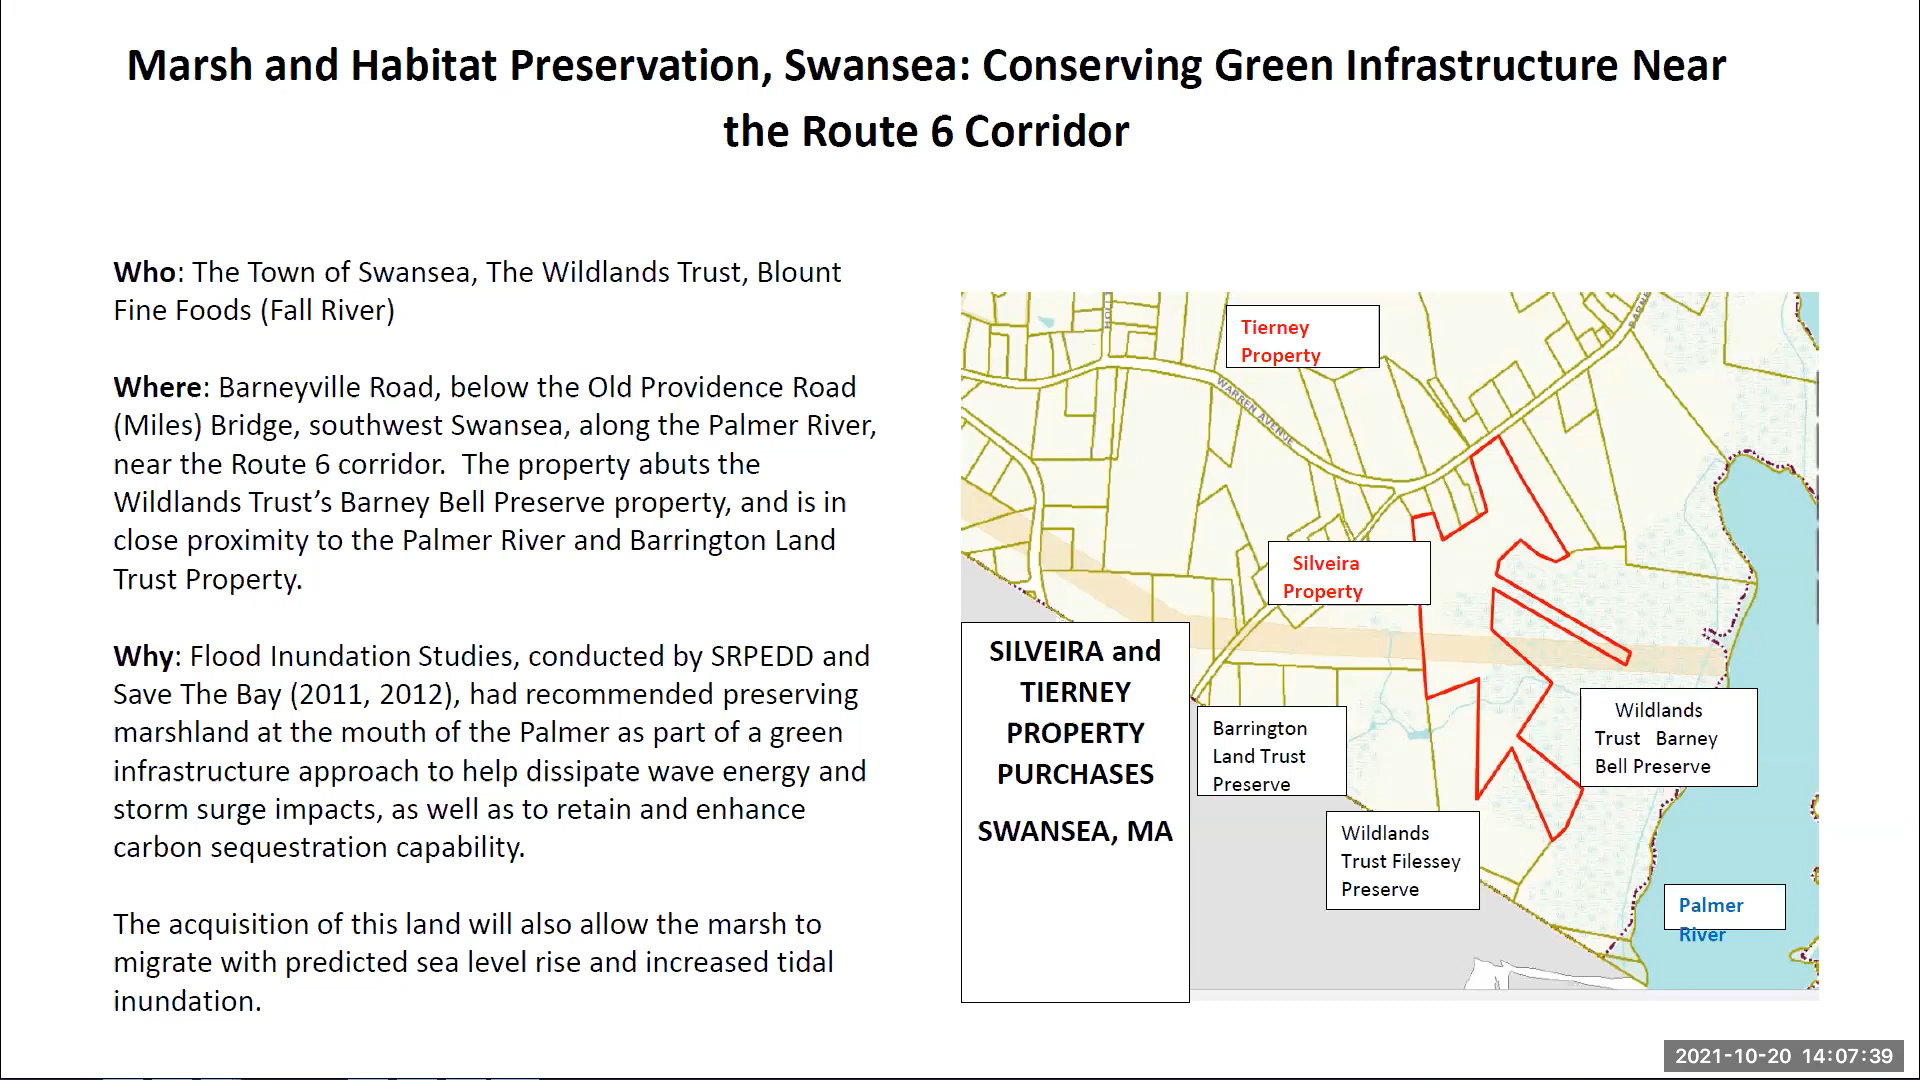 Marsh and Habitat Preservation, Swansea: Conserving Green Infrastructure Near
the Route 6 Corridor
Who: The Town of Swansea, The Wildlands Trust, Blount
Fine Foods (Fall River)
Where: Barneyville Road, below the Old Providence Road
(Miles) Bridge, southwest Swansea, along the Palmer River,
near the Route 6 corridor.  The property abuts the
Wildlands Trust’s Barney Bell Preserve property, and is in
close proximity to the Palmer River and Barrington Land
Trust Property.
Why: Flood Inundation Studies, conducted by SRPEDD and
Save The Bay (2011, 2012), had recommended preserving
marshland at the mouth of the Palmer as part of a green
infrastructure approach to help dissipate wave energy and
storm surge impacts, as well as to retain and enhance
carbon sequestration capability.
The acquisition of this land will also allow the marsh to
migrate with predicted sea level rise and increased tidal
inundation.
Tierney
Property
WARREN AVENUE
Silveira
Property
SILVEIRA and
TIERNEY
PROPERTY
PURCHASES
SWANSEA, MA
Barrington
Land Trust
Preserve
Wildlands
Trust Barney
Bell Preserve
Wildlands
Trust Filessey
Preserve
Palmer
River
2021-10-20 14:07:39